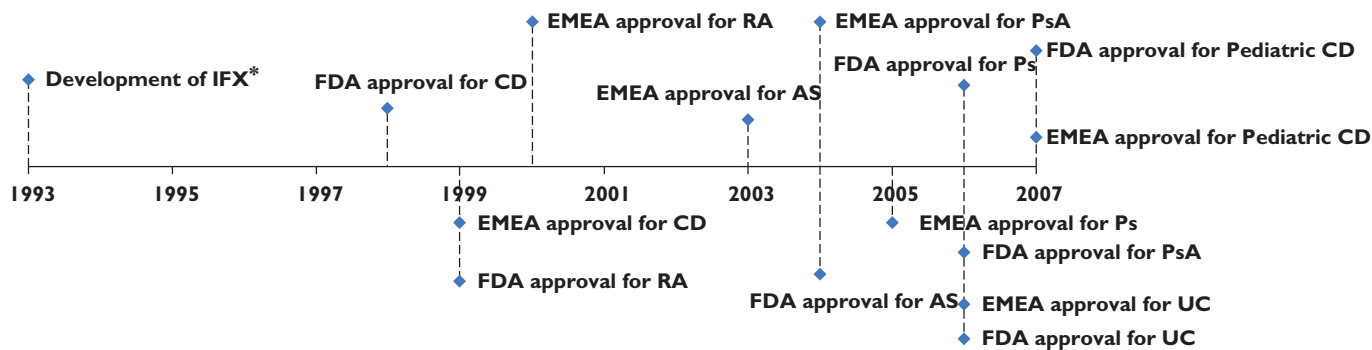 EMEA approval for RA
EMEA approval for PsA
FDA approval for Pediatric CD
FDA approval for Ps
Development of IFX*
FDA approval for CD
EMEA approval for AS
EMEA approval for Pediatric CD
1993 1995 1997 1999 2001 2003 2005 2007
EMEA approval for CD
EMEA approval for Ps
FDA approval for PsA
FDA approval for RA
FDA approval for AS
EMEA approval for UC
FDA approval for UC